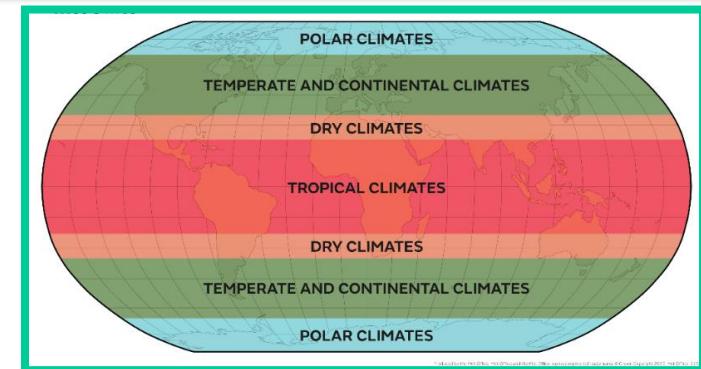 POLAR CLIMATES
TEMPERATE AND CONTINENTAL CLIMATES
DRY CLIMATES
TROPICAL CLIMATES
DRY CLIMATES
TEMPERATE AND CONTINENTAL CLIMATES
POLAR CLIMATES